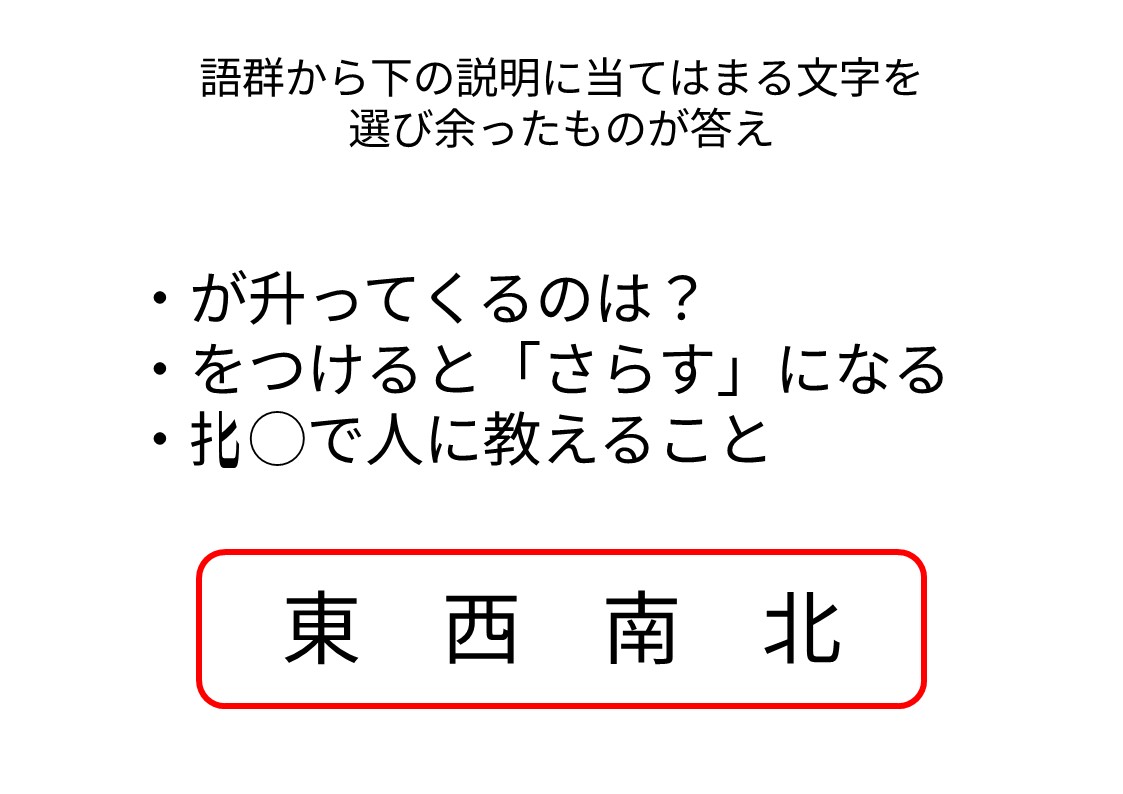 語群から下の説明に当てはまる文字を
選び余ったものが答え
・が升ってくるのは？
・をつけると「さらす」になる
・◯で人に教えること
東 西 南 北